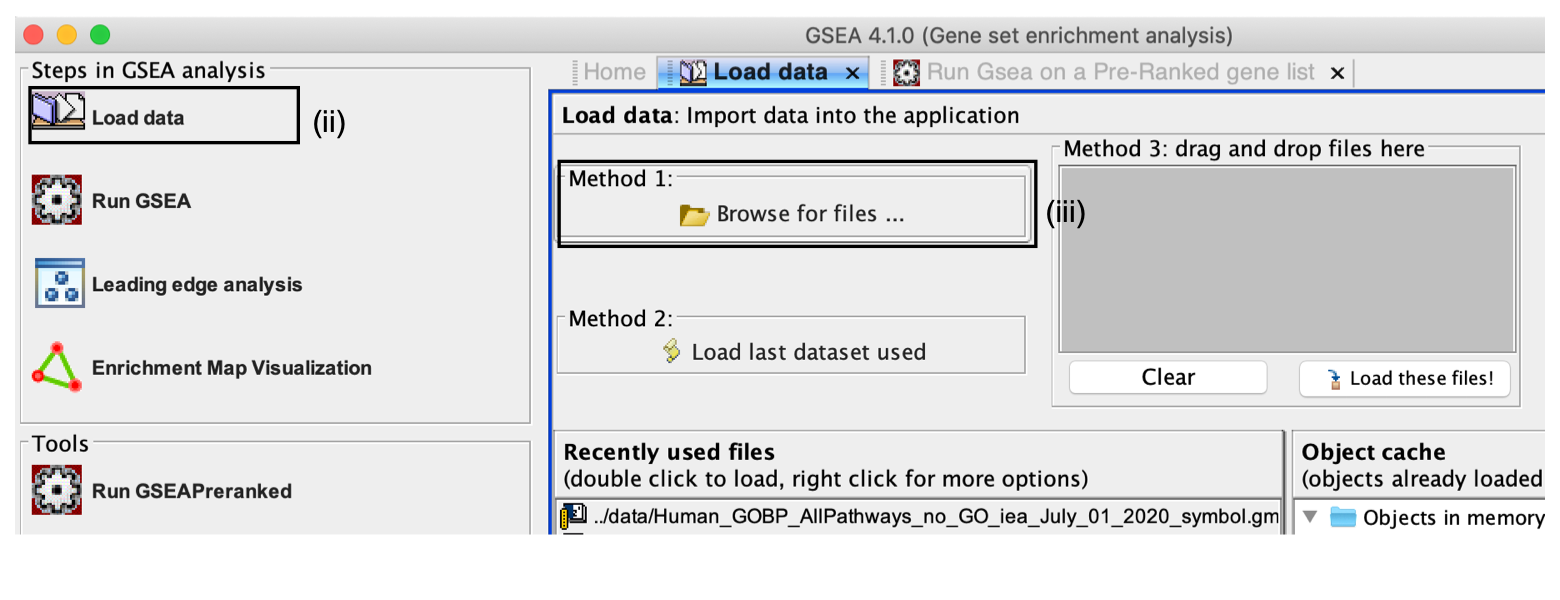 GSEA 4.1.0 (Gene set enrichment analysis)
Steps in GSEA analysis
Load data
(ii)
Run GSEA
Leading edge analysis
Enrichment Map Visualization
Tools
Run GSEAPreranked
Home
Load data x
Run Gsea on a Pre-Ranked gene list x
Load data: Import data into the application
Method 1:
Browse for files ...
(iii)
Method 2:
Load last dataset used
Method 3: drag and drop files here
Clear
Load these files!
Recently used files
(double click to load, right click for more options)
../data/Human_GOBP_AllPathways_no_GO_iea_July_01_2020_symbol.gm
Object cache
(objects already loaded
Objects in memory